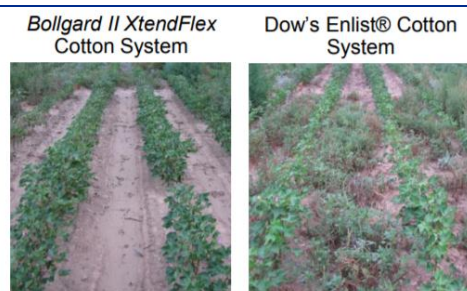 Bollgard II XtendFlex
Cotton System
Dow's Enlist® Cotton
System